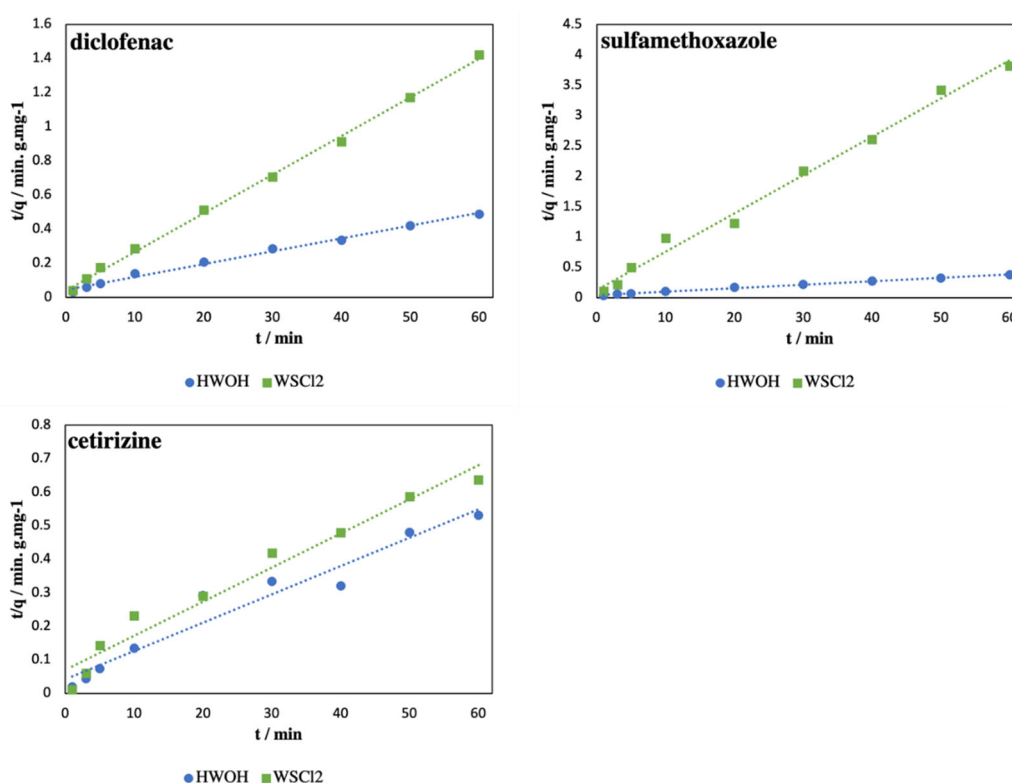 diclofenac
t/q / min. g.mg-1
1.6
1.4
1.2
1
0.8
0.6
0.4
0.2
0
0 10 20 30 40 50 60
t / min
HWOH WSCl2
sulfamethoxazole
t/q / min. g.mg-1
4.5
4
3.5
3
2.5
2
1.5
1
0.5
0
0 10 20 30 40 50 60
t / min
HWOH WSCl2
cetirizine
t/q / min. g.mg-1
0.8
0.7
0.6
0.5
0.4
0.3
0.2
0.1
0
0 10 20 30 40 50 60
t / min
HWOH WSCl2